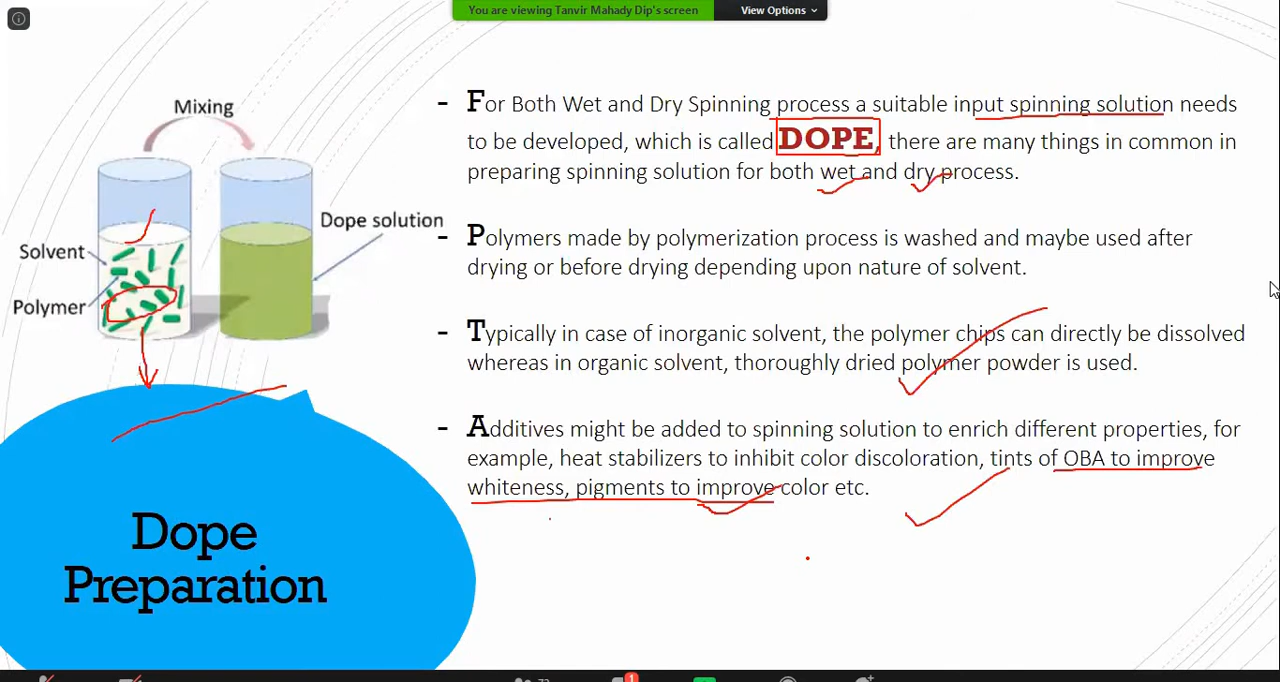 You are viewing Tanvir Mahady Dip's screen
View Options
Mixing
Solvent
Polymer
Dope solution
Dope
Preparation
- For Both Wet and Dry Spinning process a suitable input spinning solution needs
to be developed, which is called DOPE, there are many things in common in
preparing spinning solution for both wet and dry process.
- Polymers made by polymerization process is washed and maybe used after
drying or before drying depending upon nature of solvent.
- Typically in case of inorganic solvent, the polymer chips can directly be dissolved
whereas in organic solvent, thoroughly dried polymer powder is used.
- Additives might be added to spinning solution to enrich different properties, for
example, heat stabilizers to inhibit color discoloration, tints of OBA to improve
whiteness, pigments to improve color etc.
1